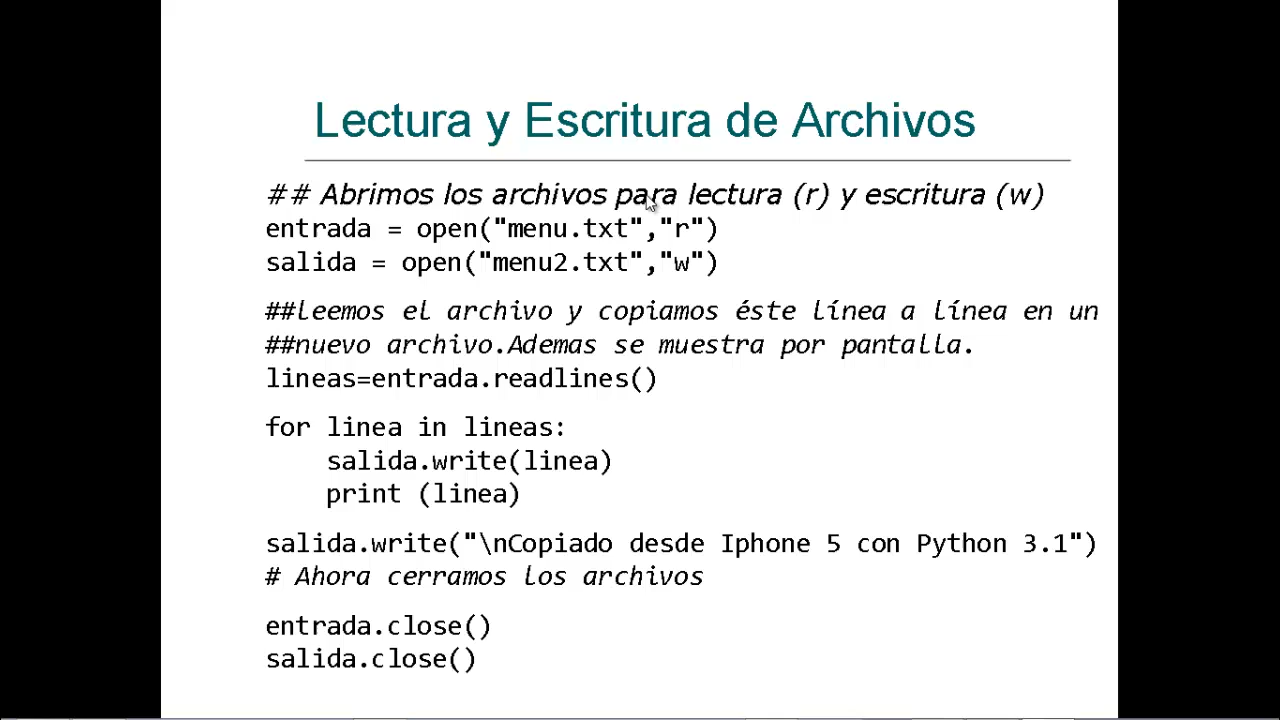 Lectura y Escritura de Archivos
## Abrimos los archivos para lectura (r) y escritura (w)
entrada = open("menu.txt","r")
salida = open("menu2.txt","w")
##Leemos el archivo y copiamos éste línea a línea en un
##nuevo archivo.Ademas se muestra por pantalla.
lineas=entrada.readlines()
for linea in lineas:
    salida.write(linea)
    print (linea)
salida.write("\nCopiado desde Iphone 5 con Python 3.1")
# Ahora cerramos los archivos
entrada.close()
salida.close()